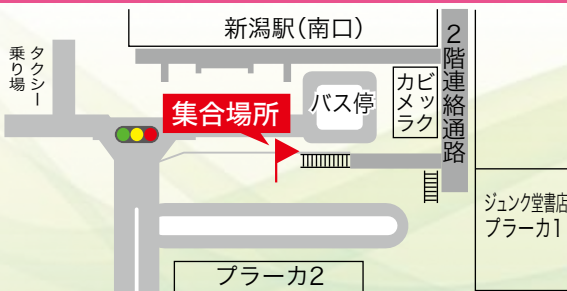 新潟駅（南口）
2階連絡通路
タクシー
乗り場
ビックカメラ
バス停
集合場所
ジュンク堂書店
プラーカ1
プラーカ2